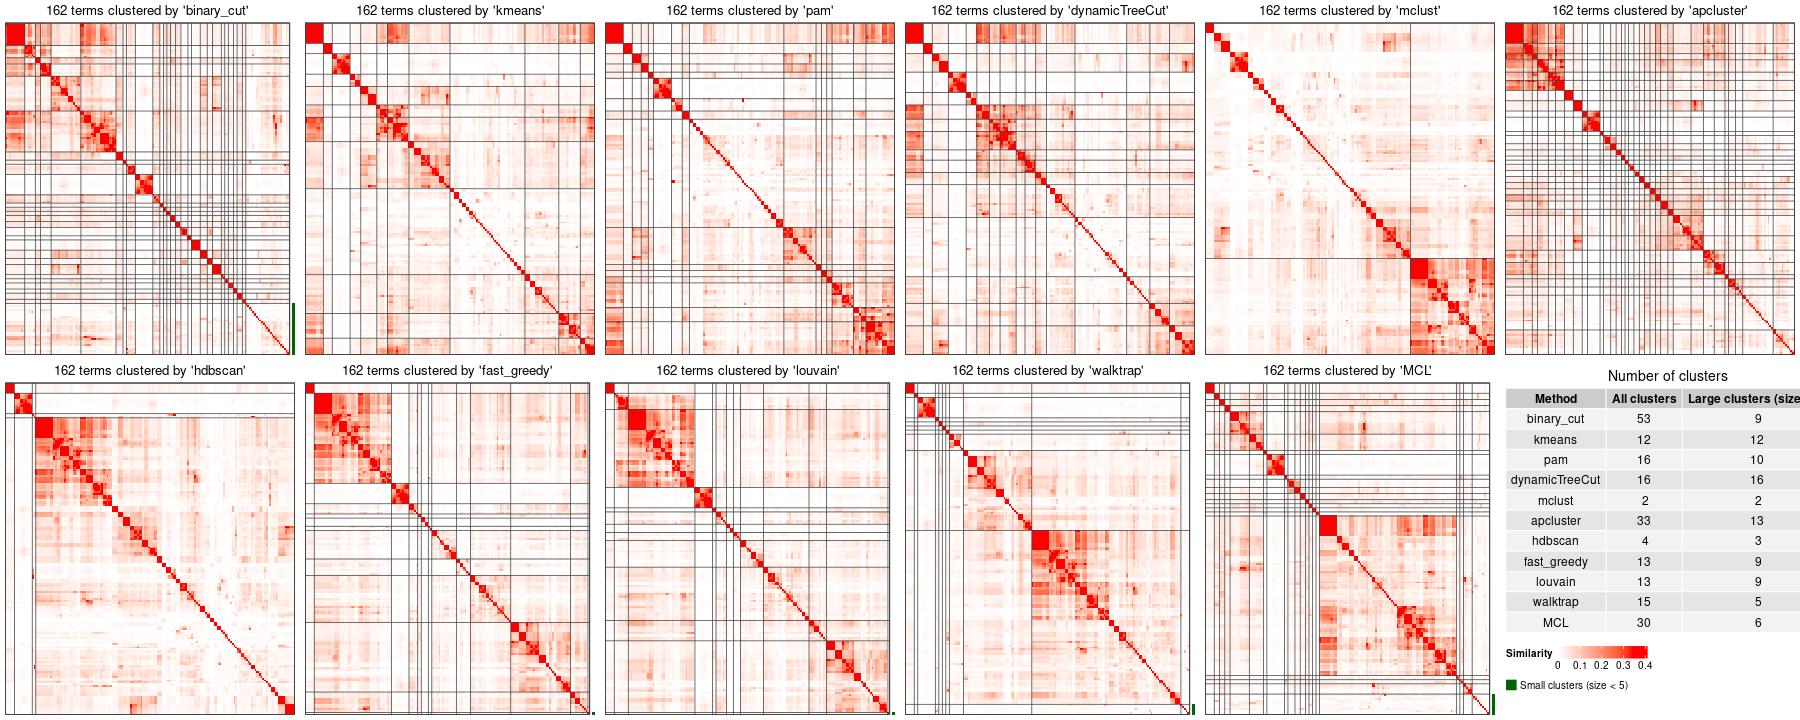 162 terms clustered by 'binary_cut'
162 terms clustered by 'kmeans'
162 terms clustered by 'pam'
162 terms clustered by 'dynamicTreeCut'
162 terms clustered by 'mclust'
162 terms clustered by 'apcluster'
162 terms clustered by 'hdbscan'
162 terms clustered by 'fast_greedy'
162 terms clustered by 'louvain'
162 terms clustered by 'walktrap'
162 terms clustered by 'MCL'
Number of clusters
Method All clusters Large clusters (size
binary_cut 53 9
kmeans 12 12
pam 16 10
dynamicTreeCut 16 16
mclust 2 2
apcluster 33 13
hdbscan 4 3
fast_greedy 13 9
louvain 13 9
walktrap 15 5
MCL 30 6
Similarity
0 0.1 0.2 0.3 0.4
Small clusters (size < 5)